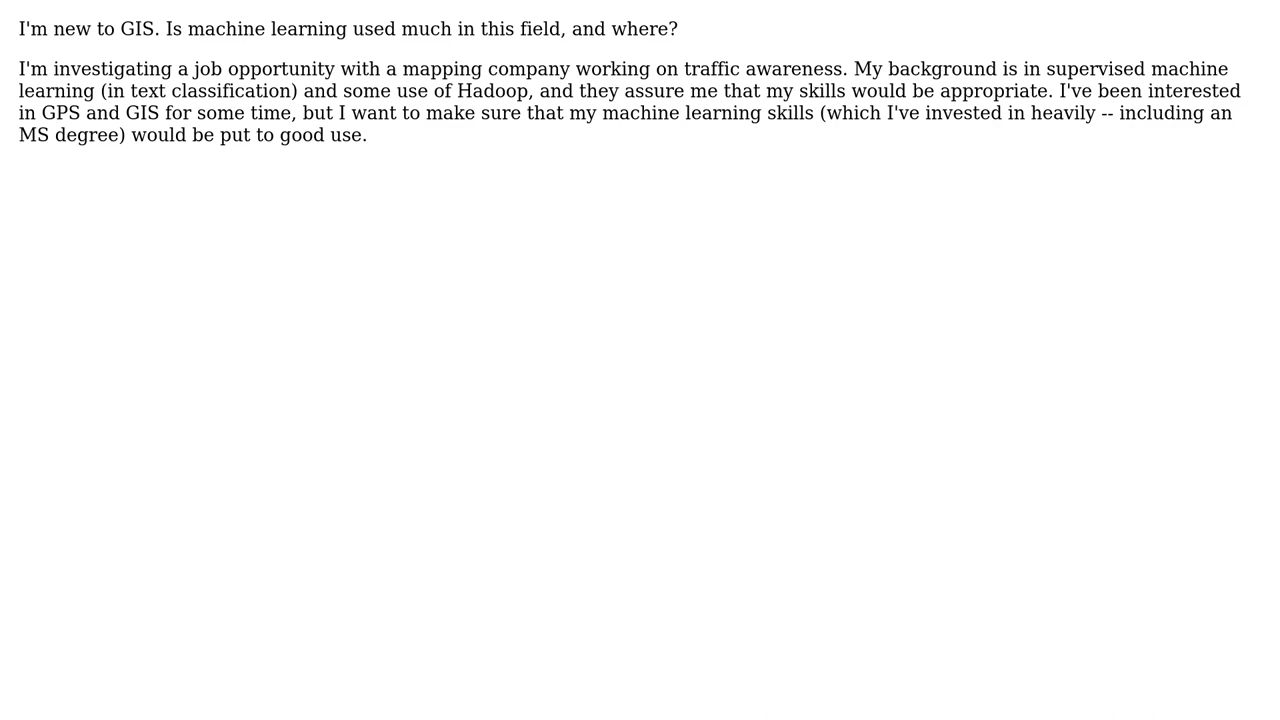 I'm new to GIS. Is machine learning used much in this field, and where?
I'm investigating a job opportunity with a mapping company working on traffic awareness. My background is in supervised machine
learning (in text classification) and some use of Hadoop, and they assure me that my skills would be appropriate. I've been interested
in GPS and GIS for some time, but I want to make sure that my machine learning skills (which I've invested in heavily -- including an
MS degree) would be put to good use.